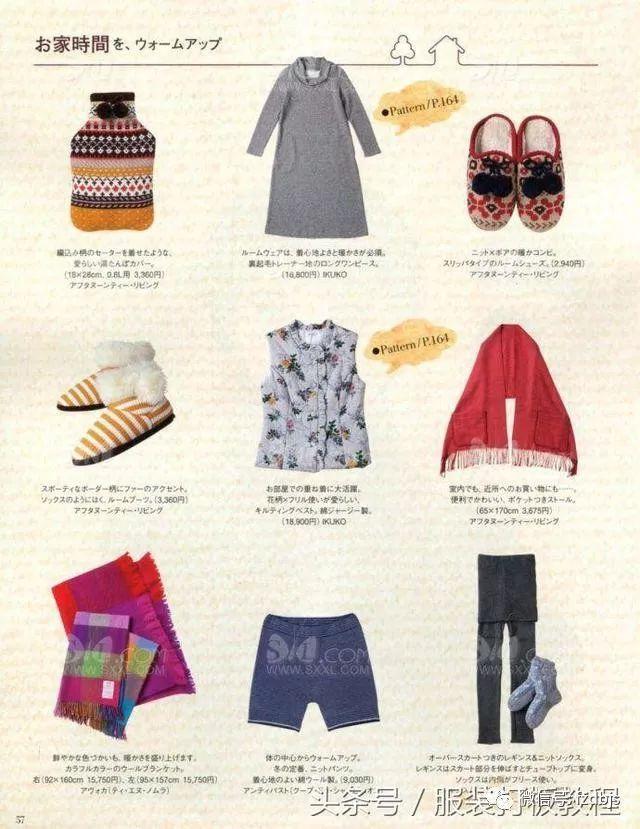 お家時間を、ウォームアップ
Pattern/P.164
編込み柄のセーターを着せたような、
愛らしい湯たんぽカバー。
(18×28cm、0.8L用 3,360円)
アフタヌーンティー・リビング
ルームウェアは、着心地よさと暖かさが必須。
裏起毛トレーナー地のロングワンピース。
(16,800円) IKUKO
ニット×ボアの暖かコンビ。
スリッパタイプのルームシューズ。(2,940円)
アフタヌーンティー・リビング
Pattern/P.164
スポーティなボーダー柄にファーのアクセント。
ソックスのようにはく、ルームブーツ。(3,360円)
アフタヌーンティー・リビング
お部屋での重ね着に大活躍。
花柄×フリル使いが愛らしい、
キルティングベスト。綿ジャージー製。
(18,900円) IKUKO
室内でも、近所へのお買い物にも……。
便利でかわいい、ポケットつきストール。
(65×170cm 3,675円)
アフタヌーンティー・リビング
鮮やかな色づかいも、暖かさを盛り上げます。
カラフルカラーのウールブランケット。
右(92×160cm 15,750円)、左(95×157cm 15,750円)
アヴォカ(ティ・エヌ・ノムラ)
体の中心からウォームアップ。
冬の定番、ニットパンツ。
着心地のよい綿ウール製。(9,030円)
アンティパスト(クープ・ド
オーバースカートつきのレギンス&ニットソックス。
レギンスはスカート部分を伸ばすとチューブトップに変身。
ソックスは内側がフリース使い。
头条号/服装打板教程
微信号
57
SXXL.COM
WWW.SXXL.COM